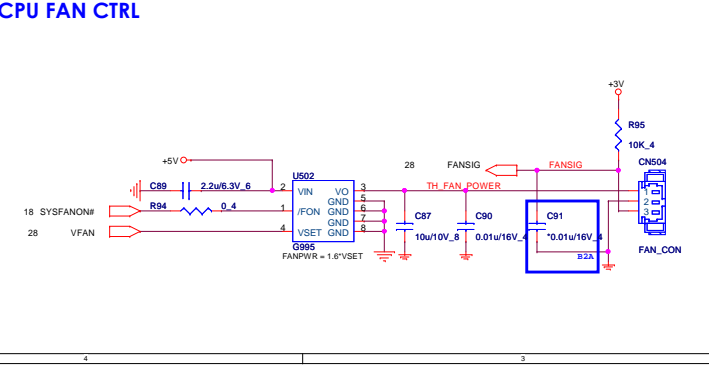 CPU FAN CTRL
+3V
R95
10K_4
+5V
28 FANSIG
FANSIG
CN504
U502
C89 2.2u/6.3V_6
2 VIN VO 3
TH_FAN_POWER
GND 5
18 SYSFANON#
R94 0_4
1 /FON GND 6
GND 7
28 VFAN
4 VSET GND 8
G995
FANPWR = 1.6*VSET
C87
10u/10V_8
C90
0.01u/16V_4
C91
*0.01u/16V_4
B2A
1
2
3
FAN_CON
4
3